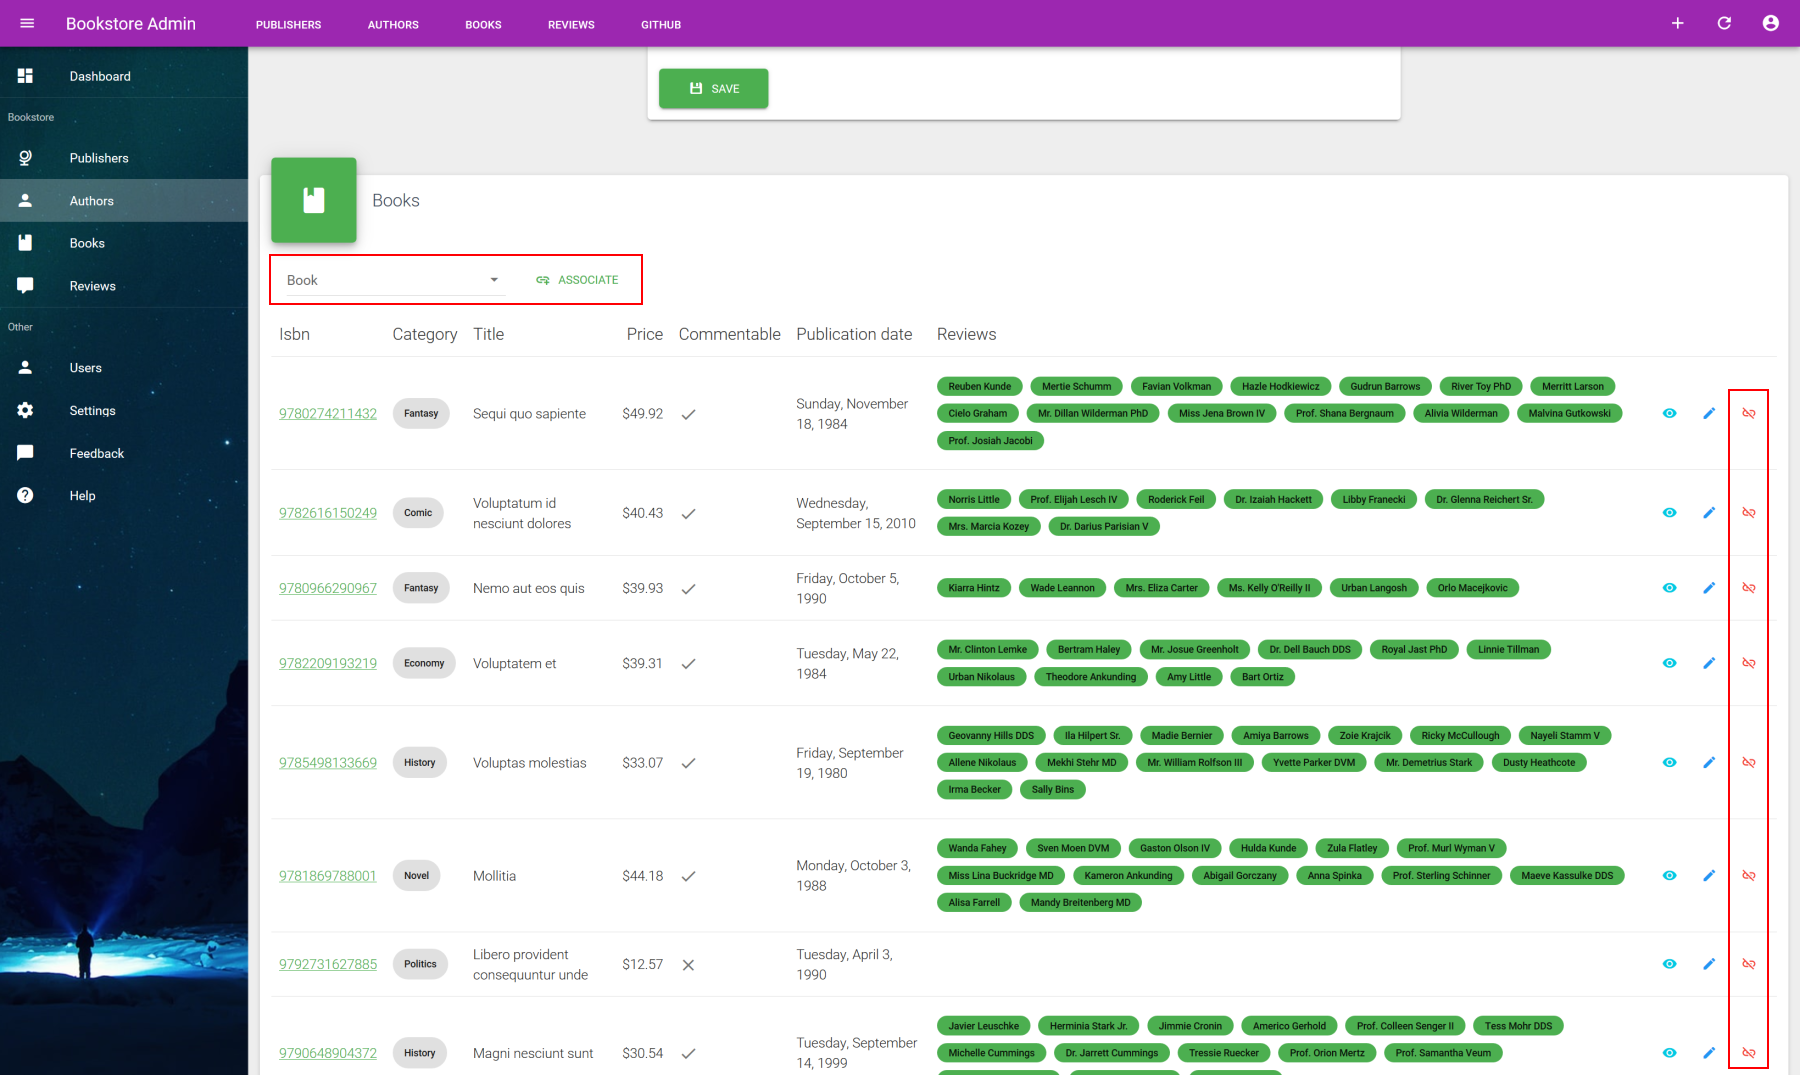 Bookstore Admin
PUBLISHERS AUTHORS BOOKS REVIEWS GITHUB
Dashboard
Bookstore
Publishers
Authors
Books
Reviews
Other
Users
Settings
Feedback
Help
SAVE
Books
Book ASSOCIATE
Isbn Category Title Price Commentable Publication date Reviews
9780274211432 Fantasy Sequi quo sapiente $49.92 Sunday, November
18, 1984
Reuben Kunde Mertie Schumm Favian Volkman Hazle Hodkiewicz Gudrun Barrows River Toy PhD Merritt Larson
Cielo Graham Mr. Dillan Wilderman PhD Miss Jena Brown IV Prof. Shana Bergnaum Alivia Wilderman Malvina Gutkowski
Prof. Josiah Jacobi
9782616150249 Comic Voluptatum id
nesciunt dolores
$40.43 Wednesday,
September 15, 2010
Norris Little Prof. Elijah Lesch IV Roderick Feil Dr. Izaiah Hackett Libby Franecki Dr. Glenna Reichert Sr.
Mrs. Marcia Kozey Dr. Darius Parisian V
9780966290967 Fantasy Nemo aut eos quis $39.93 Friday, October 5,
1990
Kiarra Hintz Wade Leannon Mrs. Eliza Carter Ms. Kelly O'Reilly II Urban Langosh Orlo Macejkovic
9782209193219 Economy Voluptatem et $39.31 Tuesday, May 22,
1984
Mr. Clinton Lemke Bertram Haley Mr. Josue Greenholt Dr. Dell Bauch DDS Royal Jast PhD Linnie Tillman
Urban Nikolaus Theodore Ankunding Amy Little Bart Ortiz
9785498133669 History Voluptas molestias $33.07 Friday, September
19, 1980
Geovanny Hills DDS Ila Hilpert Sr. Madie Bernier Amiya Barrows Zoie Krajcik Ricky McCullough Nayeli Stamm V
Allene Nikolaus Mekhi Stehr MD Mr. William Rolfson III Yvette Parker DVM Mr. Demetrius Stark Dusty Heathcote
Irma Becker Sally Bins
9781869788001 Novel Mollitia $44.18 Monday, October 3,
1988
Wanda Fahey Sven Moen DVM Gaston Olson IV Hulda Kunde Zula Flatley Prof. Murl Wyman V
Miss Lina Buckridge MD Kameron Ankunding Abigail Gorczany Anna Spinka Prof. Sterling Schinner Maeve Kassulke DDS
Alisa Farrell Mandy Breitenberg MD
9792731627885 Politics Libero provident
consequuntur unde
$12.57 Tuesday, April 3,
1990
9790648904372 History Magni nesciunt sunt $30.54 Tuesday, September
14, 1999
Javier Leuschke Herminia Stark Jr. Jimmie Cronin Americo Gerhold Prof. Colleen Senger II Tess Mohr DDS
Michelle Cummings Dr. Jarrett Cummings Tressie Ruecker Prof. Orion Mertz Prof. Samantha Veum